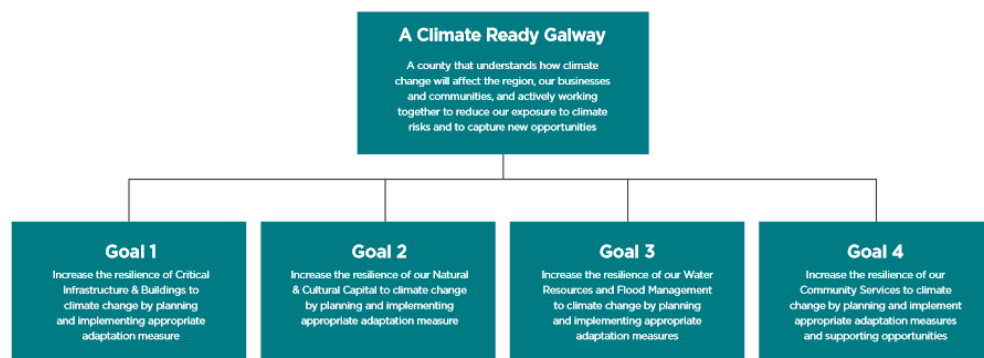 A Climate Ready Galway
A county that understands how climate
change will affect the region, our businesses
and communities, and actively working
together to reduce our exposure to climate
risks and to capture new opportunities
Goal 1
Increase the resilience of Critical
Infrastructure & Buildings to
climate change by planning
and implementing appropriate
adaptation measure
Goal 2
Increase the resilience of our Natural
& Cultural Capital to climate change
by planning and implementing
appropriate adaptation measure
Goal 3
Increase the resilience of our Water
Resources and Flood Management
to climate change by planning
and implementing appropriate
adaptation measures
Goal 4
Increase the resilience of our
Community Services to climate
change by planning and implement
appropriate adaptation measures
and supporting opportunities